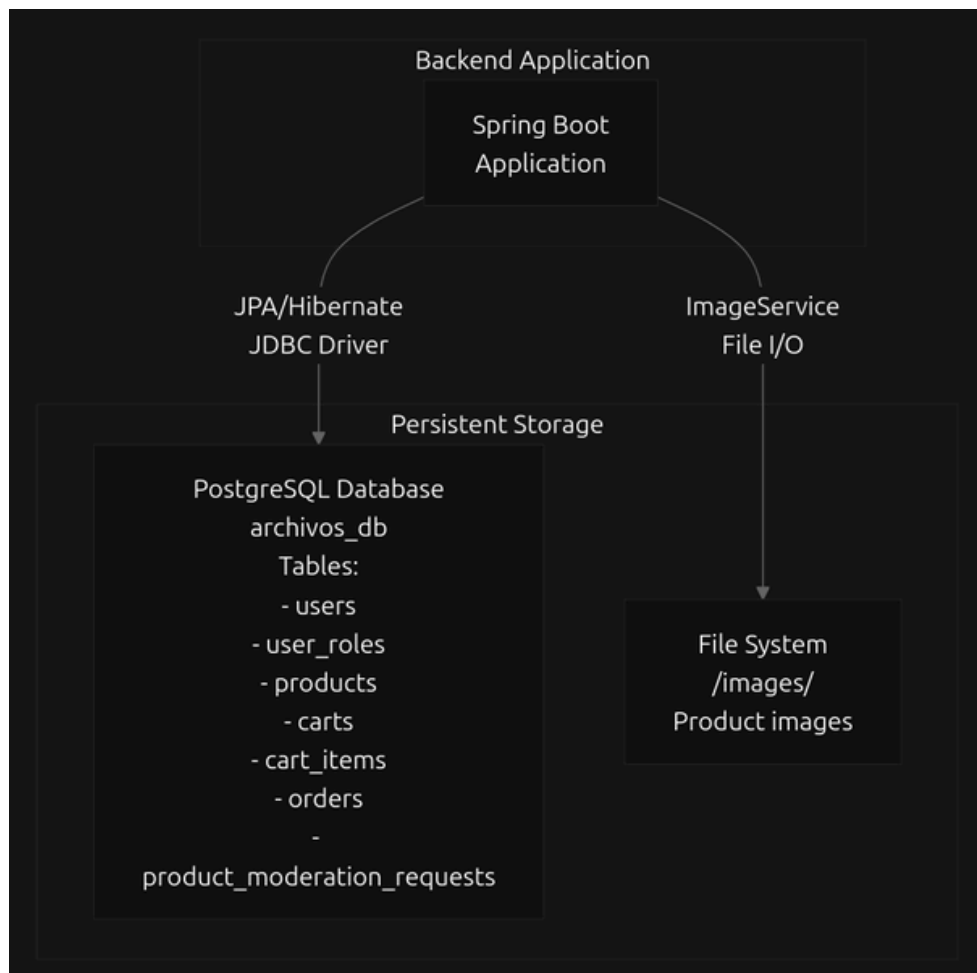 Backend Application
Spring Boot
Application
JPA/Hibernate
JDBC Driver
ImageService
File I/O
Persistent Storage
PostgreSQL Database
archivos_db
Tables:
- users
- user_roles
- products
- carts
- cart_items
- orders
-
product_moderation_requests
File System
/images/
Product images